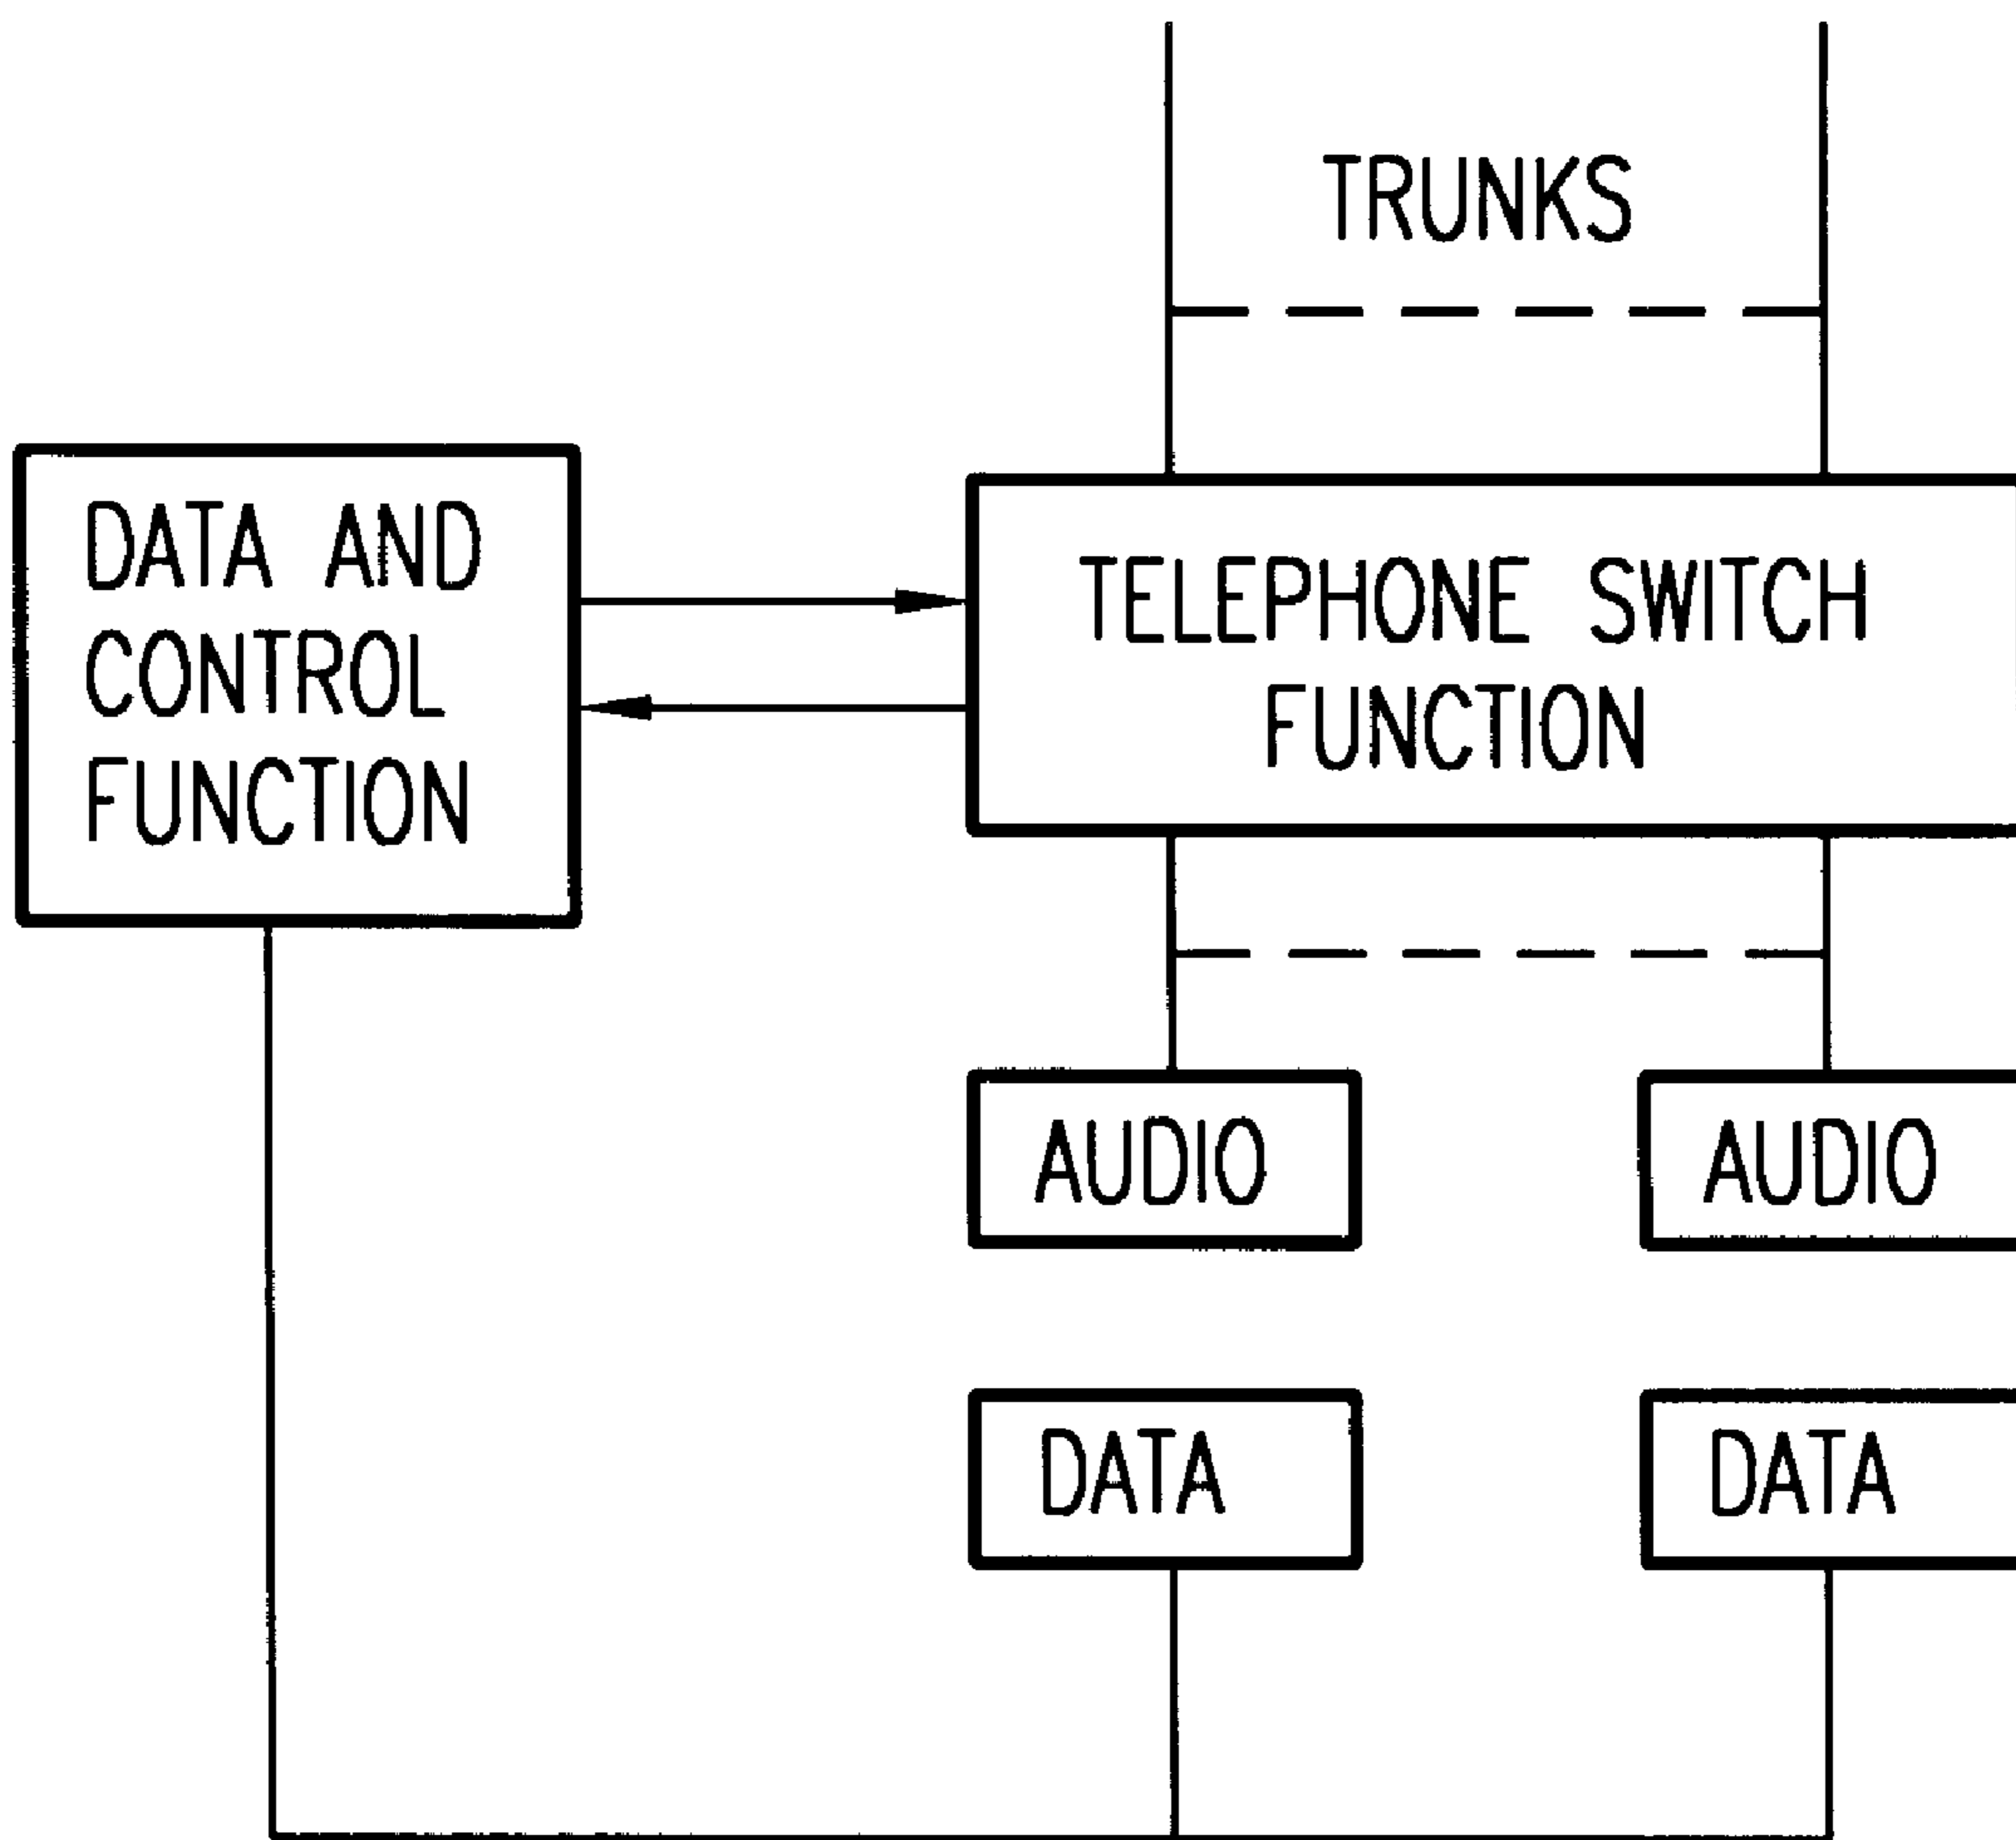 TRUNKS
DATA AND
CONTROL
FUNCTION
TELEPHONE SWITCH
FUNCTION
AUDIO
AUDIO
DATA
DATA